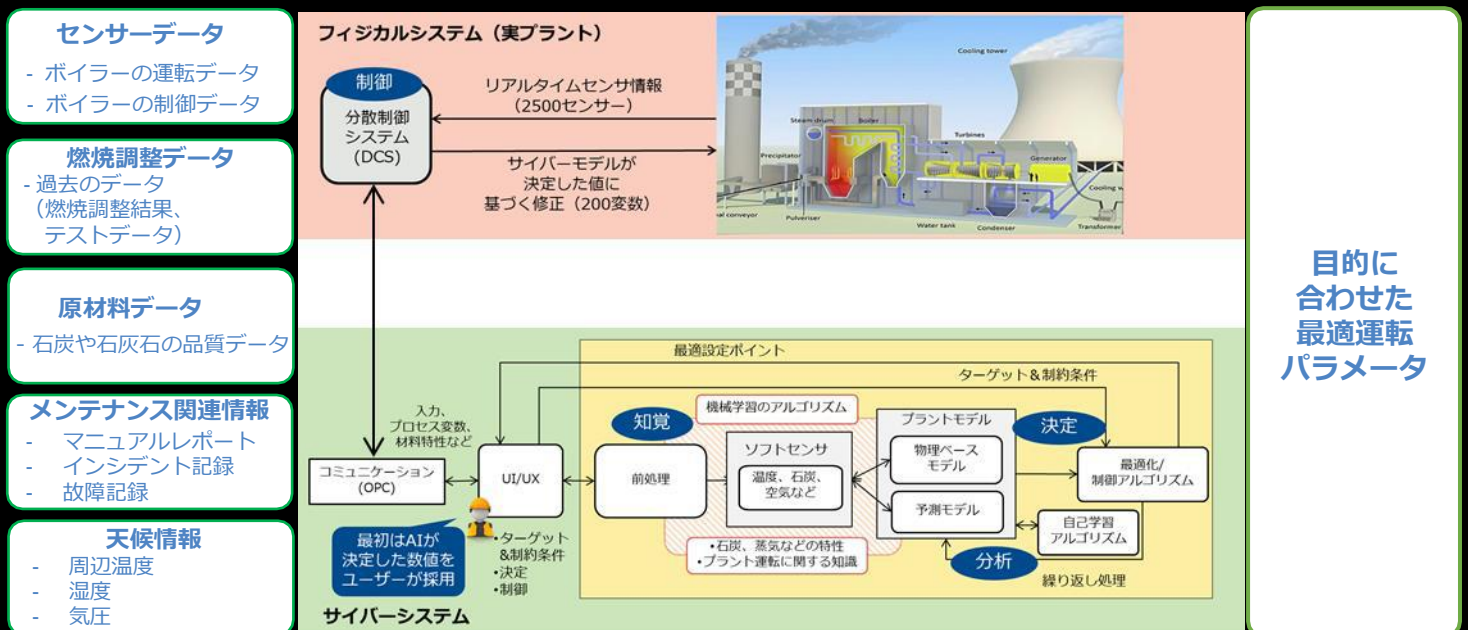 センサーデータ
- ボイラーの運転データ
- ボイラーの制御データ
燃焼調整データ
- 過去のデータ
（燃焼調整結果、
テストデータ）
原材料データ
- 石炭や石灰石の品質データ
メンテナンス関連情報
- マニュアルレポート
- インシデント記録
- 故障記録
天候情報
- 周辺温度
- 湿度
- 気圧
フィジカルシステム（実プラント）
制御
分散制御
システム
(DCS)
リアルタイムセンサ情報
（2500センサー）
サイバーモデルが
決定した値に
基づく修正（200変数）
Cooling tower
Steam drum
Boiler
Turbines
Precipitator
Generator
Cooling w
al conveyor
Pulveriser
Water tank
Condenser
Transformer
最適設定ポイント
ターゲット＆制約条件
入力、
プロセス変数、
材料特性など
知覚
機械学習のアルゴリズム
プラントモデル
決定
コミュニケーション
(OPC)
UI/UX
前処理
ソフトセンサ
温度、石炭、
空気など
物理ベース
モデル
予測モデル
最適化/
制御アルゴリズム
自己学習
アルゴリズム
最初はAIが
決定した数値を
ユーザーが採用
•ターゲット
&制約条件
•決定
•制御
•石炭、蒸気などの特性
•プラント運転に関する知識
分析
繰り返し処理
サイバーシステム
目的に
合わせた
最適運転
パラメータ